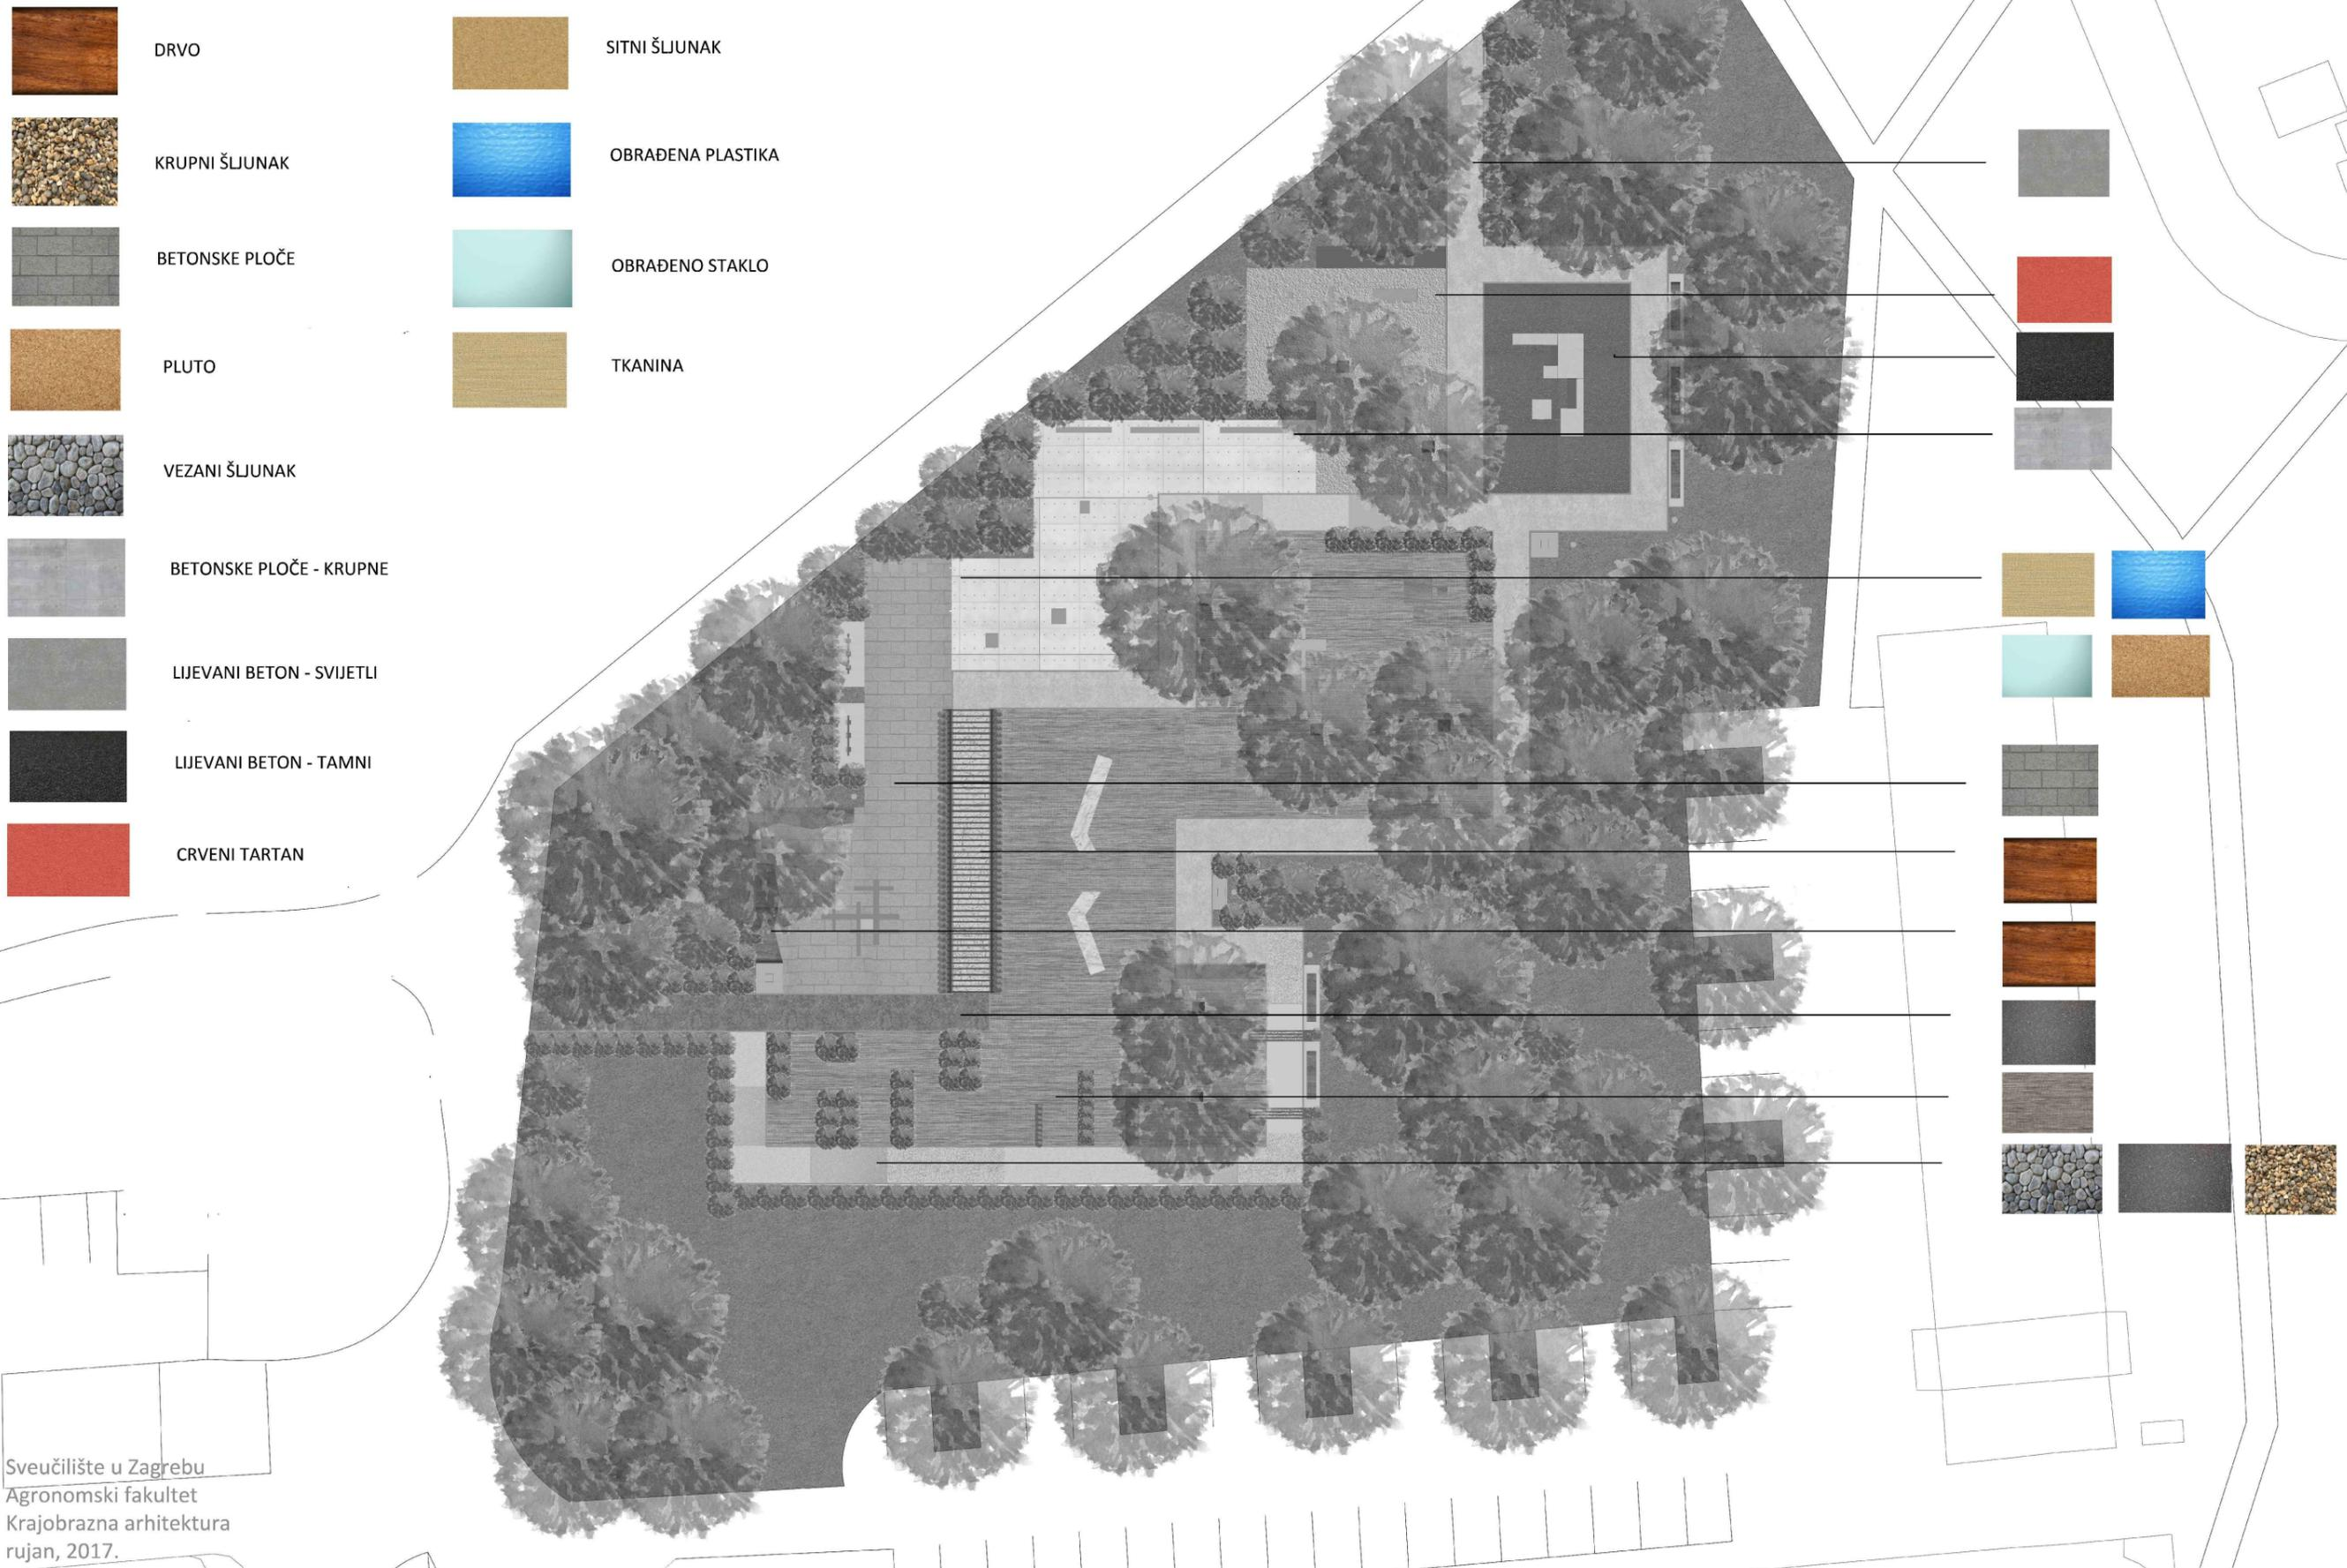 DRVO
KRUPNI ŠLJUNAK
BETONSKE PLOČE
PLUTO
VEZANI ŠLJUNAK
BETONSKE PLOČE - KRUPNE
LIJEVANI BETON - SVIJETLI
LIJEVANI BETON - TAMNI
CRVENI TARTAN
SITNI ŠLJUNAK
OBRAĐENA PLASTIKA
OBRAĐENO STAKLO
TKANINA
Sveučilište u Zagrebu
Agronomski fakultet
Krajobrazna arhitektura
rujan, 2017.